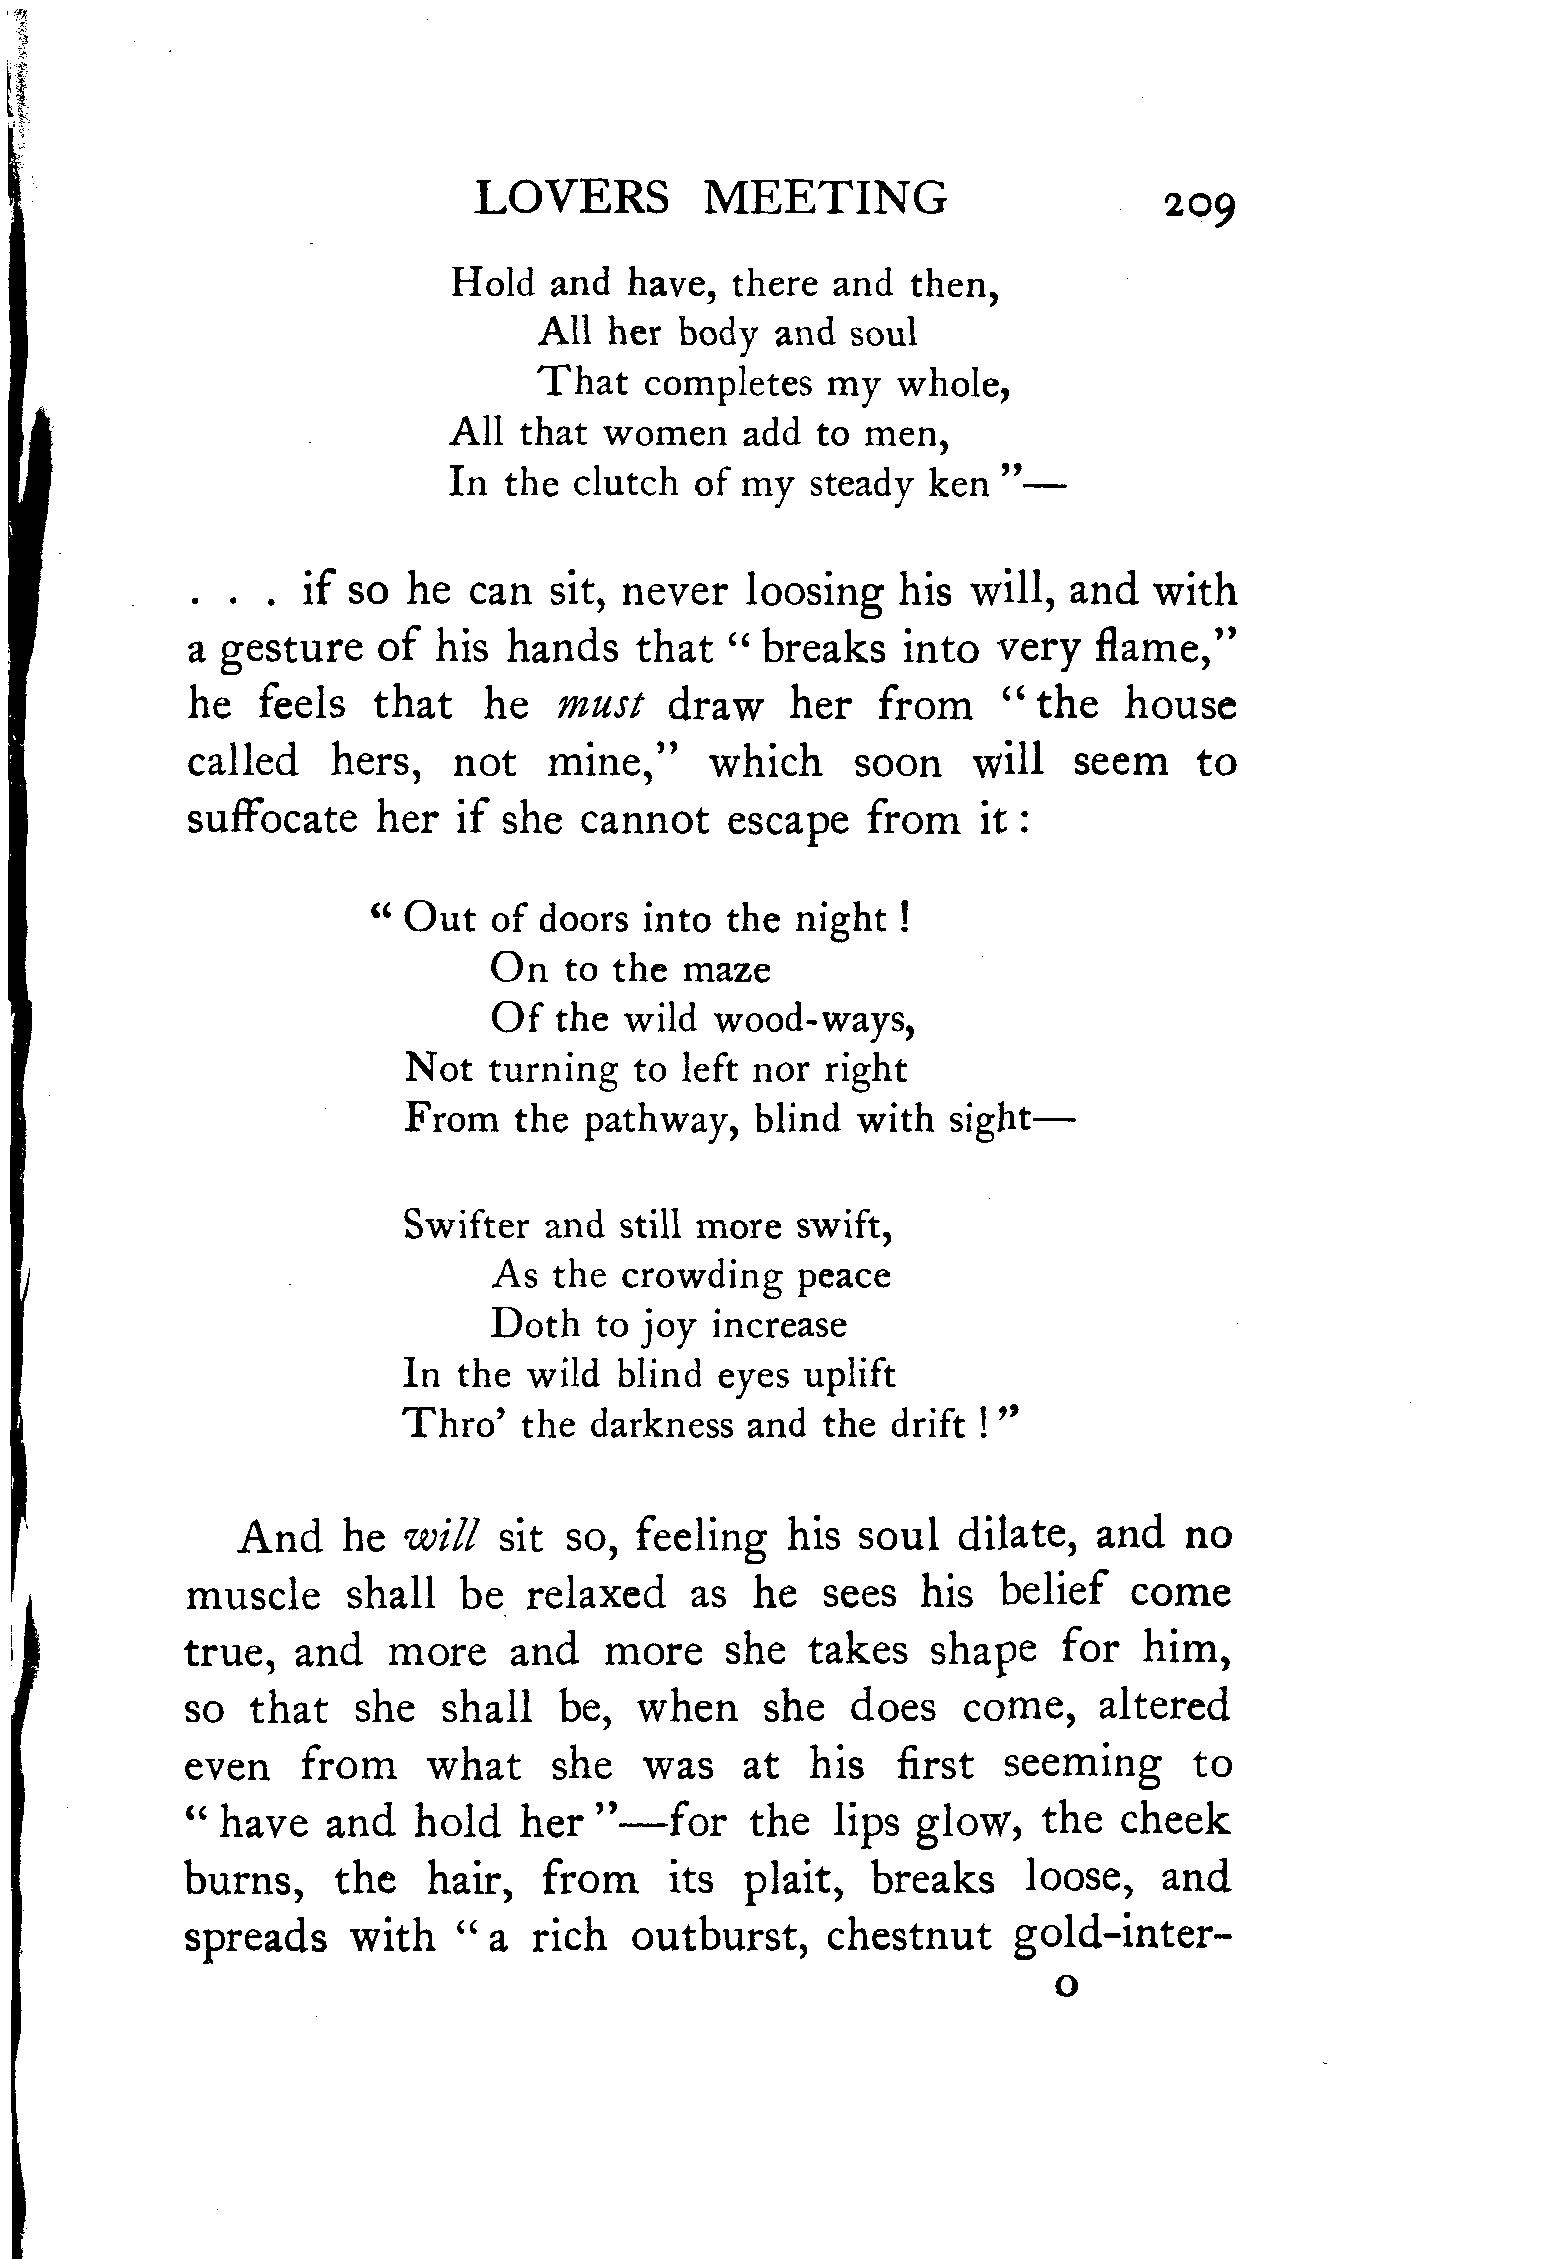 LOVERS MEETING 209
Hold and have, there and then,
All her body and soul
That completes my whole,
All that women add to men,
In the clutch of my steady ken"—
. . . if so he can sit, never loosing his will, and with
a gesture of his hands that "breaks into very flame,"
he feels that he must draw her from "the house
called hers, not mine," which soon will seem to
suffocate her if she cannot escape from it:
"Out of doors into the night!
On to the maze
Of the wild wood-ways,
Not turning to left nor right
From the pathway, blind with sight—
Swifter and still more swift,
As the crowding peace
Doth to joy increase
In the wild blind eyes uplift
Thro' the darkness and the drift!"
And he will sit so, feeling his soul dilate, and no
muscle shall be relaxed as he sees his belief come
true, and more and more she takes shape for him,
so that she shall be, when she does come, altered
even from what she was at his first seeming to
"have and hold her"—for the lips glow, the cheek
burns, the hair, from its plait, breaks loose, and
spreads with "a rich outburst, chestnut gold-inter-
O